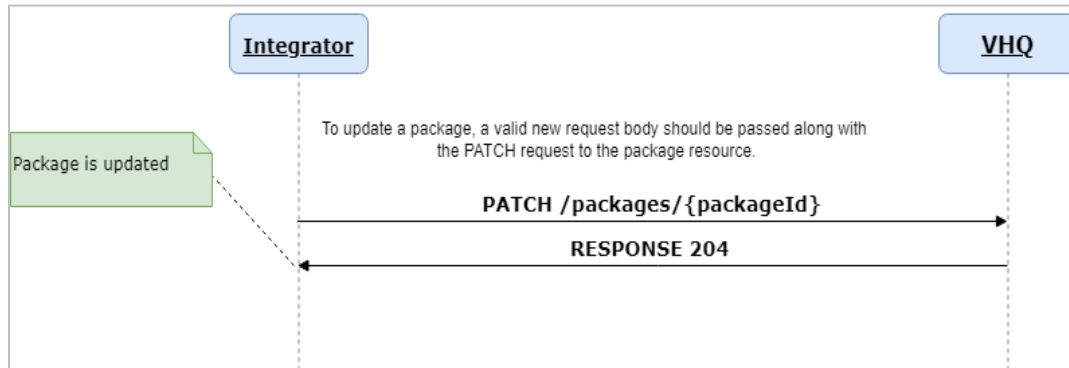 Integrator
VHQ
To update a package, a valid new request body should be passed along with
the PATCH request to the package resource.
Package is updated
PATCH /packages/{packageId}
RESPONSE 204